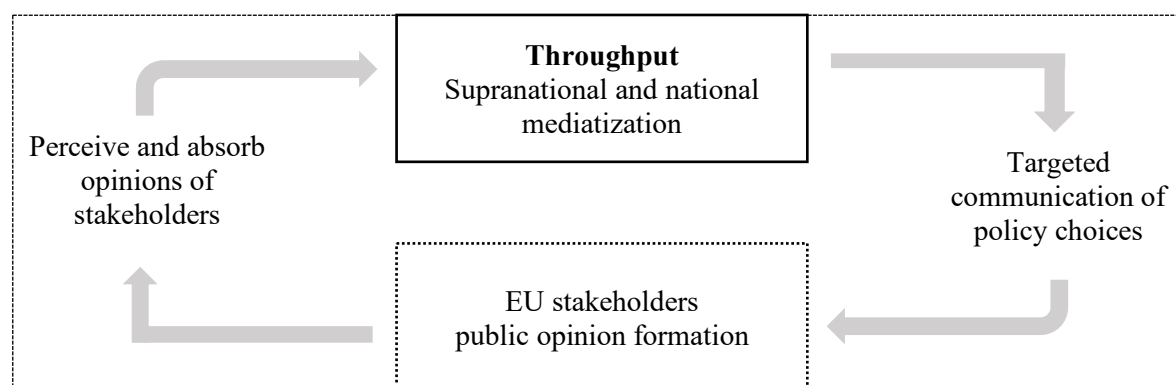 Throughput
Supranational and national
mediatization
Perceive and absorb
opinions of
stakeholders
Targeted
communication of
policy choices
EU stakeholders
public opinion formation